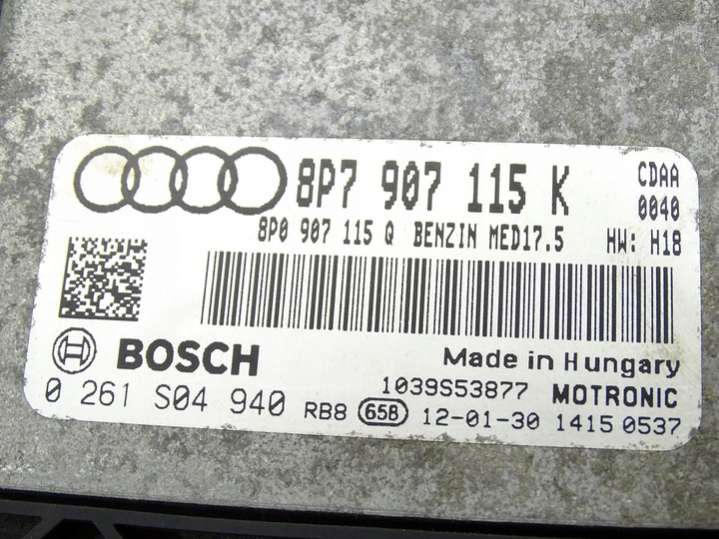 8P7 907 115 K CDAA
0040
8P0 907 115 Q BENZIN MED17.5 HW: H18
BOSCH Made in Hungary
1039S53877 MOTRONIC
0 261 S04 940 RB8 658 12-01-30 1415 0537